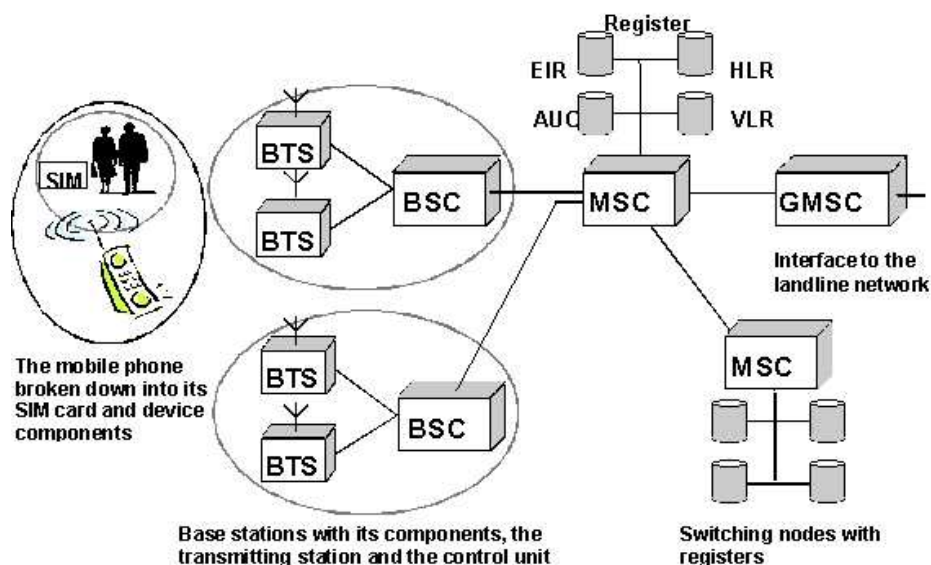 Register
EIR
HLR
AUC
VLR
SIM
BTS
BTS
BSC
MSC
GMSC
Interface to the
landline network
The mobile phone
broken down into its
SIM card and device
components
BTS
BTS
BSC
MSC
Base stations with its components, the
transmitting station and the control unit
Switching nodes with
registers